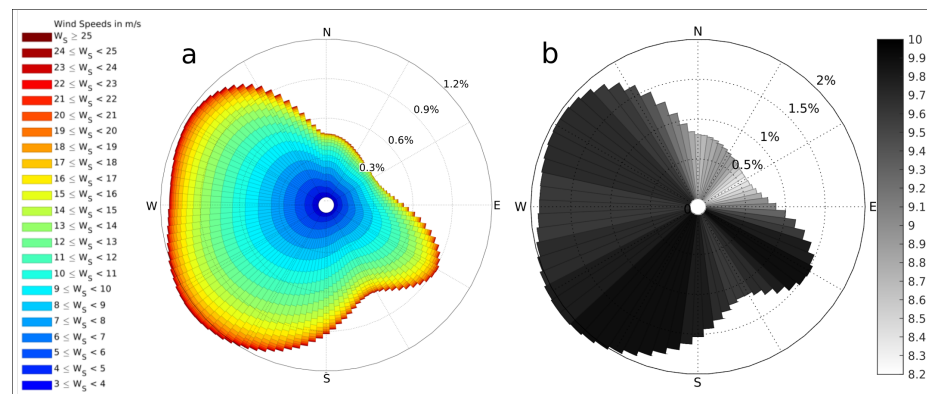 Wind Speeds in m/s
W_S ≥ 25
24 ≤ W_S < 25
23 ≤ W_S < 24
22 ≤ W_S < 23
21 ≤ W_S < 22
20 ≤ W_S < 21
19 ≤ W_S < 20
18 ≤ W_S < 19
17 ≤ W_S < 18
16 ≤ W_S < 17
15 ≤ W_S < 16
14 ≤ W_S < 15
13 ≤ W_S < 14
12 ≤ W_S < 13
11 ≤ W_S < 12
10 ≤ W_S < 11
9 ≤ W_S < 10
8 ≤ W_S < 9
7 ≤ W_S < 8
6 ≤ W_S < 7
5 ≤ W_S < 6
4 ≤ W_S < 5
3 ≤ W_S < 4
a
N
1.2%
0.9%
0.6%
0.3%
W
E
S
b
N
2%
1.5%
1%
0.5%
W
E
S
10
9.9
9.8
9.7
9.6
9.5
9.4
9.3
9.2
9.1
9
8.9
8.8
8.7
8.6
8.5
8.4
8.3
8.2